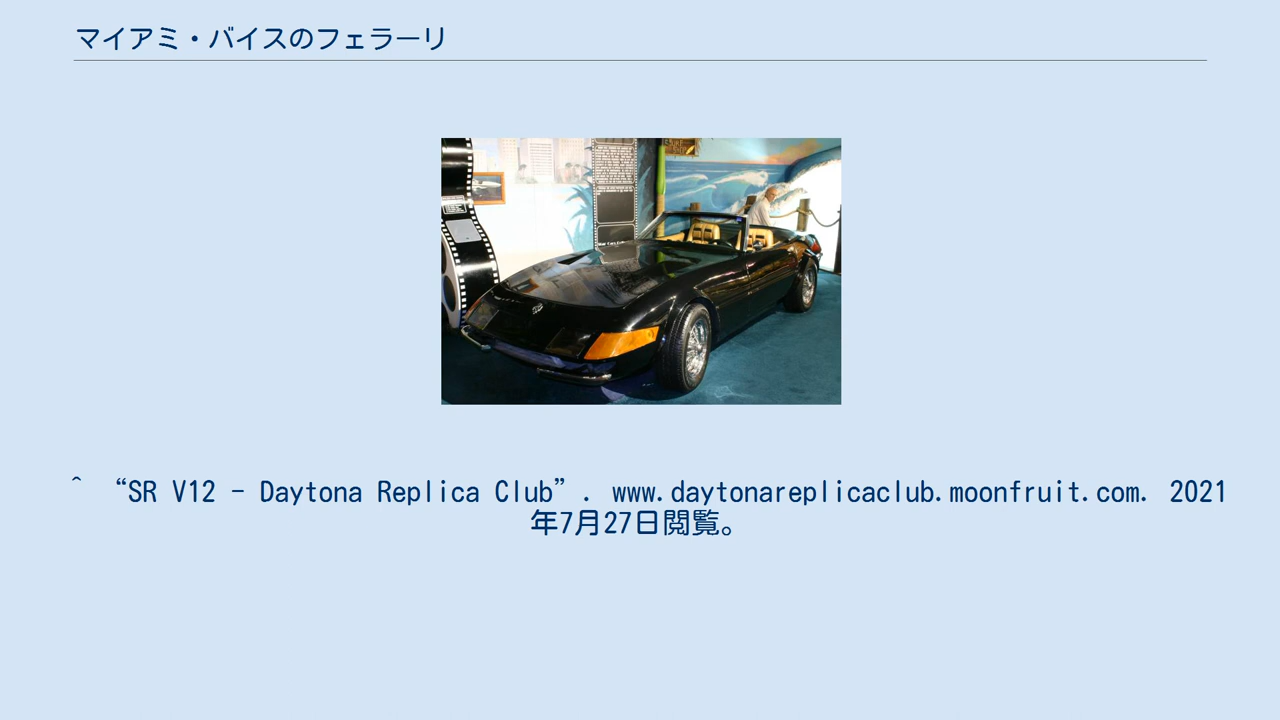 マイアミ・バイスのフェラーリ
^ “SR V12 - Daytona Replica Club”. www.daytonareplicaclub.moonfruit.com. 2021
年7月27日閲覧。